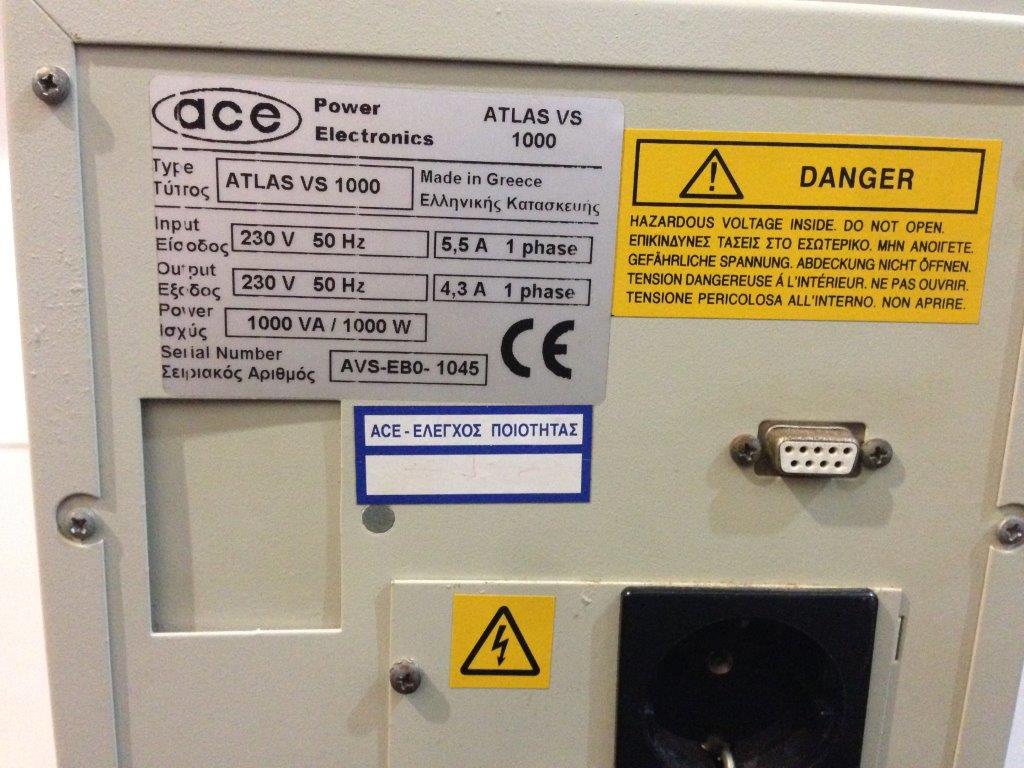 ace Power Electronics
ATLAS VS 1000
Type
Τύπος
ATLAS VS 1000
Made in Greece
Ελληνικής Κατασκευής
Input
Είσοδος
230 V 50 Hz
5,5 A 1 phase
Output
Εξοδος
230 V 50 Hz
4,3 A 1 phase
Power
Ισχύς
1000 VA / 1000 W
Serial Number
Σειριακός Αριθμός
AVS-EB0- 1045
CE
DANGER
HAZARDOUS VOLTAGE INSIDE. DO NOT OPEN.
ΕΠΙΚΙΝΔΥΝΕΣ ΤΑΣΕΙΣ ΣΤΟ ΕΣΩΤΕΡΙΚΟ. ΜΗΝ ΑΝΟΙΓΕΤΕ.
GEFÄHRLICHE SPANNUNG. ABDECKUNG NICHT ÖFFNEN.
TENSION DANGEREUSE Á L'INTÉRIEUR. NE PAS OUVRIR.
TENSIONE PERICOLOSA ALL'INTERNO. NON APRIRE.
ACE - ΕΛΕΓΧΟΣ ΠΟΙΟΤΗΤΑΣ